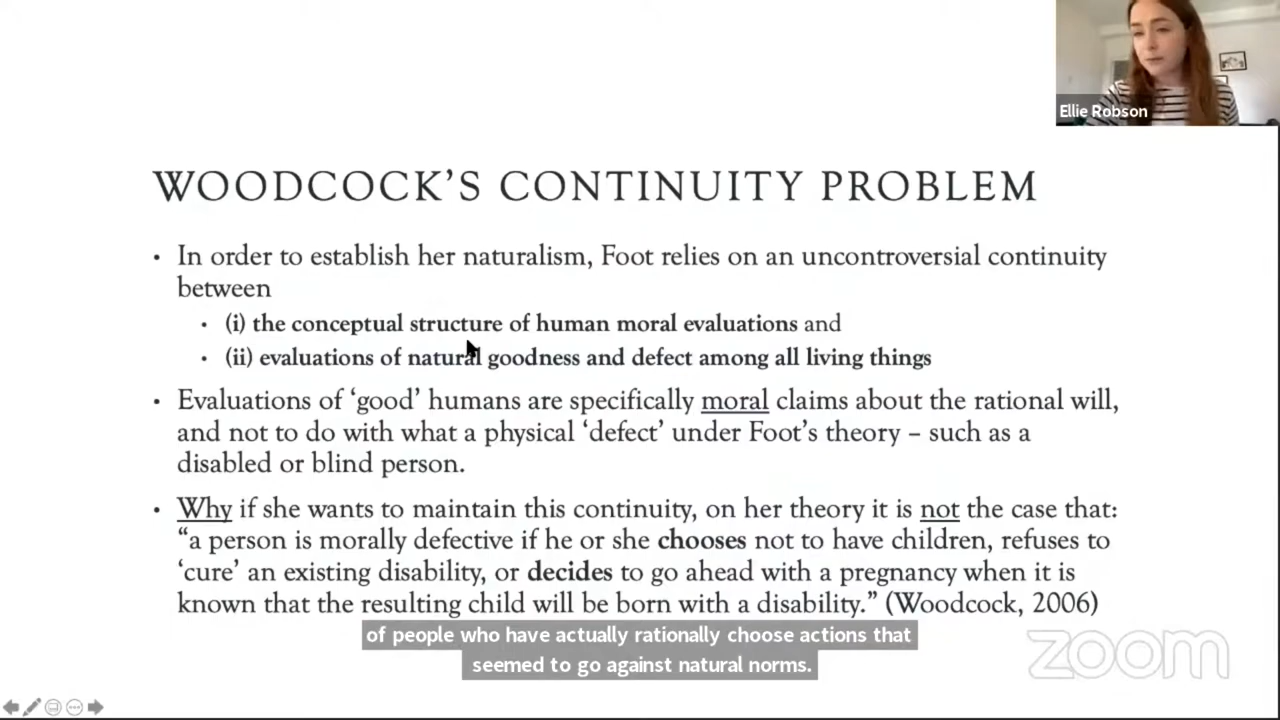 Ellie Robson
WOODCOCK'S CONTINUITY PROBLEM
• In order to establish her naturalism, Foot relies on an uncontroversial continuity
between
• (i) the conceptual structure of human moral evaluations and
• (ii) evaluations of natural goodness and defect among all living things
• Evaluations of ‘good’ humans are specifically moral claims about the rational will,
and not to do with what a physical ‘defect’ under Foot’s theory – such as a
disabled or blind person.
• Why if she wants to maintain this continuity, on her theory it is not the case that:
“a person is morally defective if he or she chooses not to have children, refuses to
‘cure’ an existing disability, or decides to go ahead with a pregnancy when it is
known that the resulting child will be born with a disability.” (Woodcock, 2006)
of people who have actually rationally choose actions that
seemed to go against natural norms.
zoom